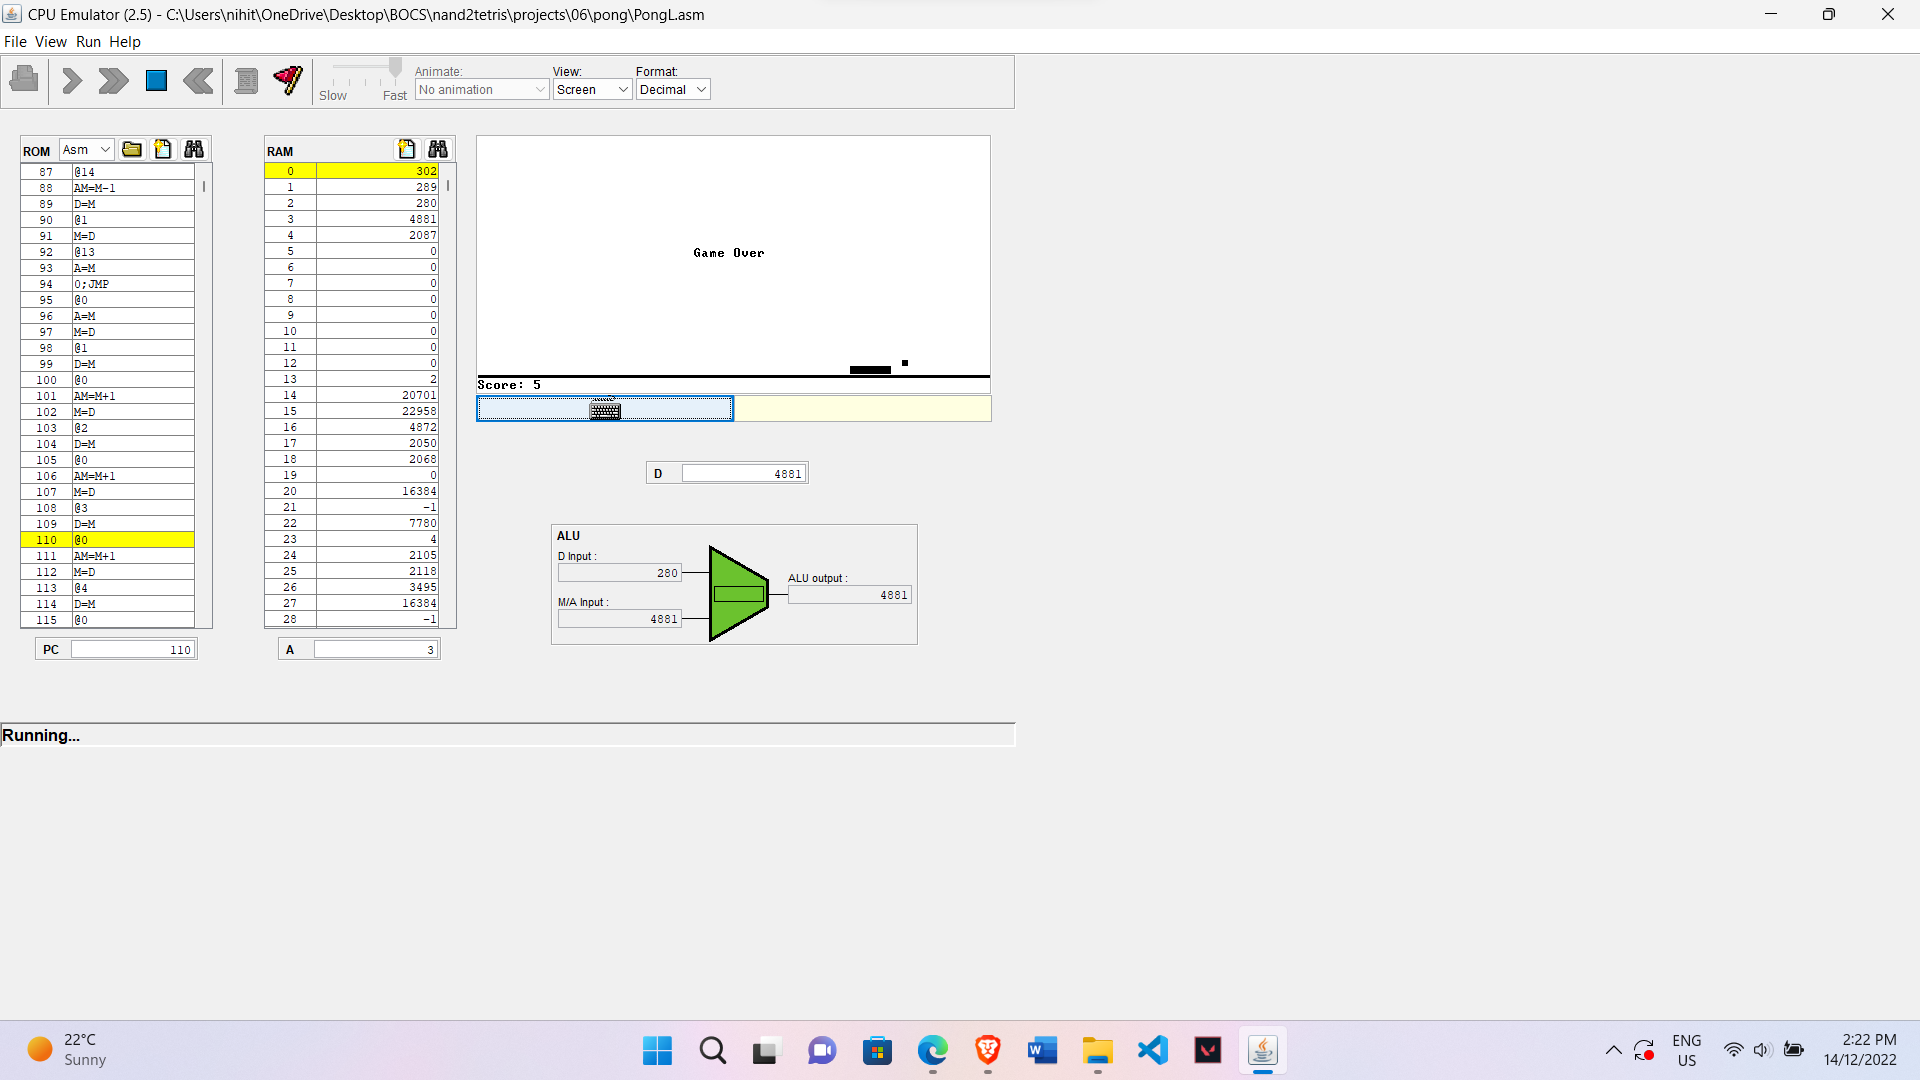 CPU Emulator (2.5) - C:\Users\nihit\OneDrive\Desktop\BOCS\nand2tetris\projects\06\pong\PongL.asm
File View Run Help
Slow Fast
Animate:
No animation
View:
Screen
Format:
Decimal
ROM Asm
87 @14
88 AM=M-1
89 D=M
90 @1
91 M=D
92 @13
93 A=M
94 0;JMP
95 @0
96 A=M
97 M=D
98 @1
99 D=M
100 @0
101 AM=M+1
102 M=D
103 @2
104 D=M
105 @0
106 AM=M+1
107 M=D
108 @3
109 D=M
110 @0
111 AM=M+1
112 M=D
113 @4
114 D=M
115 @0
PC 110
RAM
0 302
1 289
2 280
3 4881
4 2087
5 0
6 0
7 0
8 0
9 0
10 0
11 0
12 0
13 2
14 20701
15 22958
16 4872
17 2050
18 2068
19 0
20 16384
21 -1
22 7780
23 4
24 2105
25 2118
26 3495
27 16384
28 -1
A 3
Game Over
Score: 5
D 4881
ALU
D Input :
280
M/A Input :
4881
ALU output :
4881
Running...
22°C
Sunny
ENG
US
2:22 PM
14/12/2022